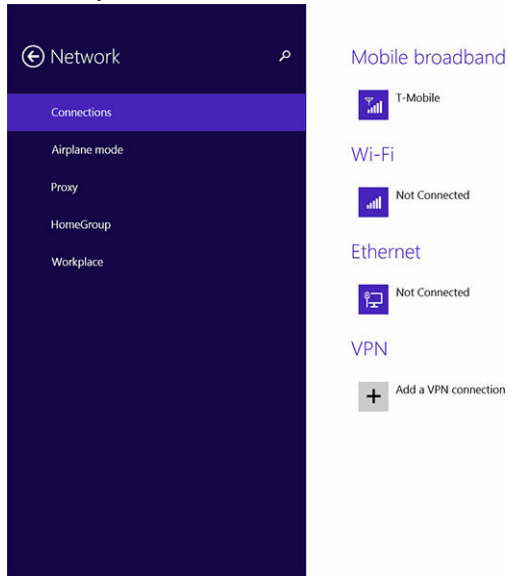 Network
Connections
Airplane mode
Proxy
HomeGroup
Workplace
Mobile broadband
T-Mobile
Wi-Fi
Not Connected
Ethernet
Not Connected
VPN
Add a VPN connection